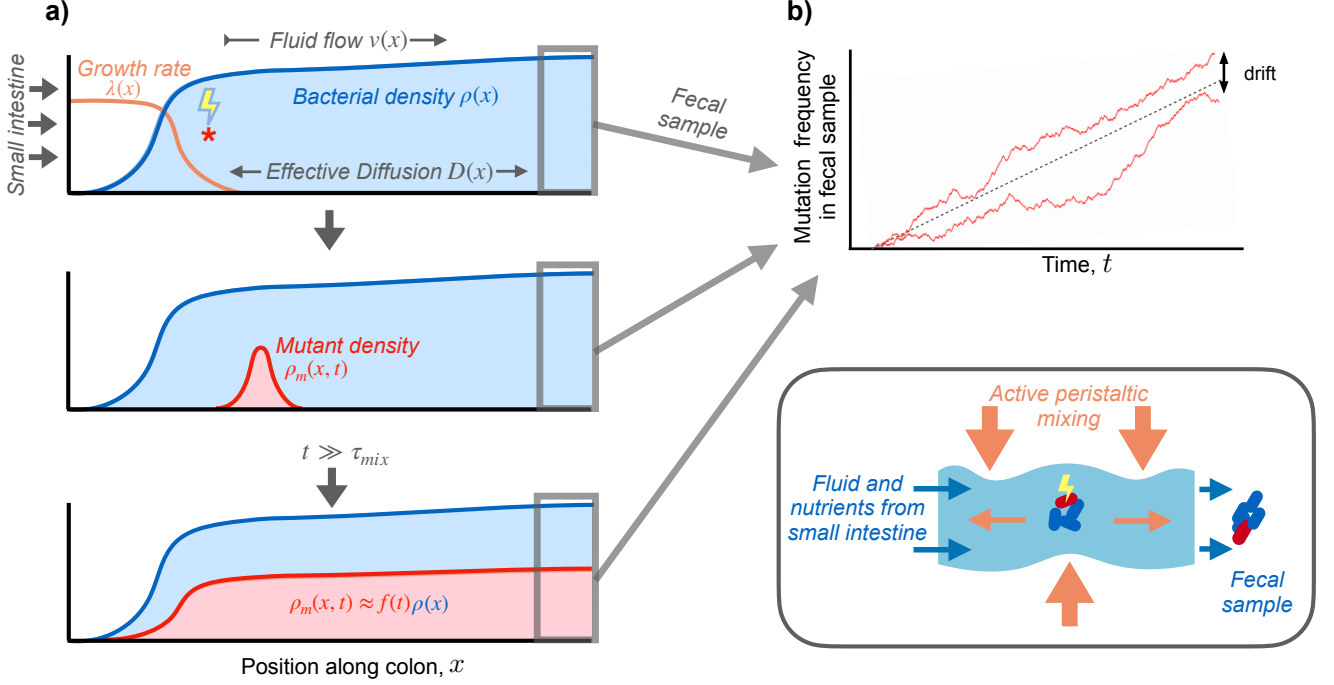 a)
Fluid flow v(x)
Small intestine
Growth rate
λ(x)
Bacterial density ρ(x)
*
Effective Diffusion D(x)
Fecal
sample
Mutant density
ρₘ(x, t)
t ≫ τₘᵢₓ
ρₘ(x, t) ≈ f(t)ρ(x)
Position along colon, x
b)
Mutation frequency
in fecal sample
drift
Time, t
Active peristaltic
mixing
Fluid and
nutrients from
small intestine
Fecal
sample